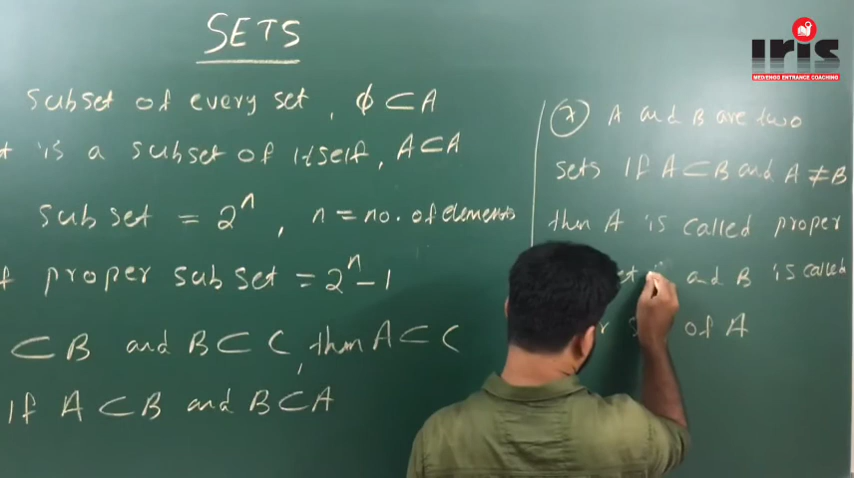 SETS
subset of every set, ϕ⊂A
is a subset of itself, A⊂A
subset = 2ⁿ, n = no. of elements
proper subset = 2ⁿ-1
⊂B and B⊂C, then A⊂C
If A⊂B and B⊂A
A and B are two
sets If A⊂B and A≠B
then A is called proper
and B is called
of A
IRIS
MED/ENGG ENTRANCE COACHING